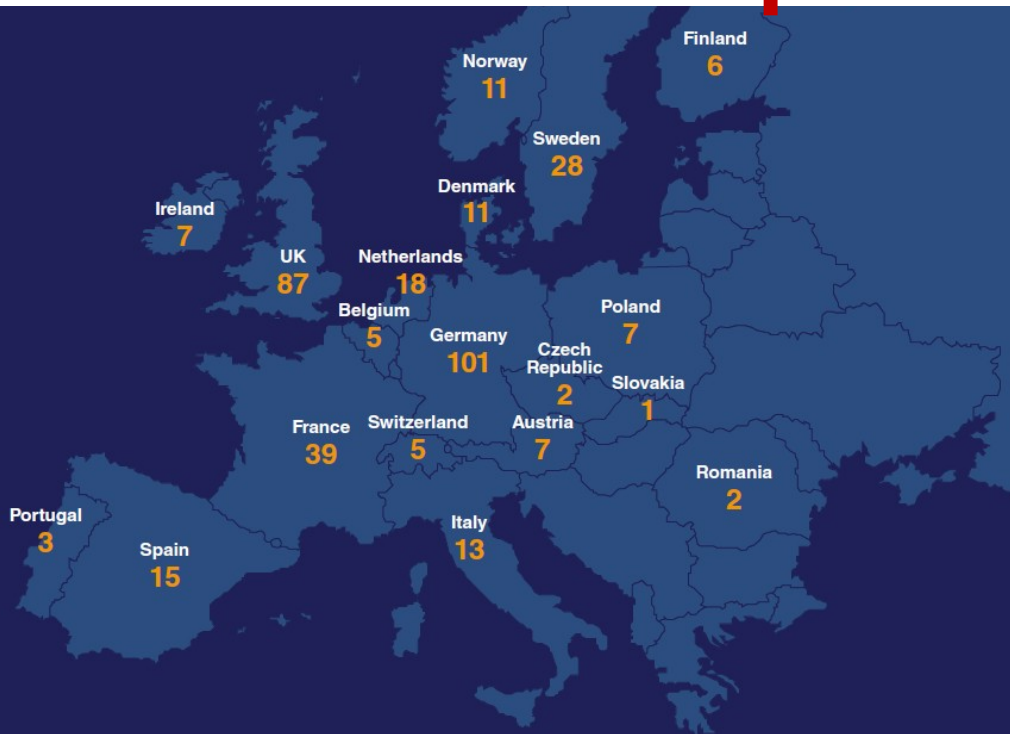 Finland
6
Norway
11
Sweden
28
Denmark
11
Ireland
7
UK
87
Netherlands
18
Belgium
5
Germany
101
Poland
7
Czech
Republic
2
Slovakia
1
France
39
Switzerland
5
Austria
7
Romania
2
Portugal
3
Spain
15
Italy
13